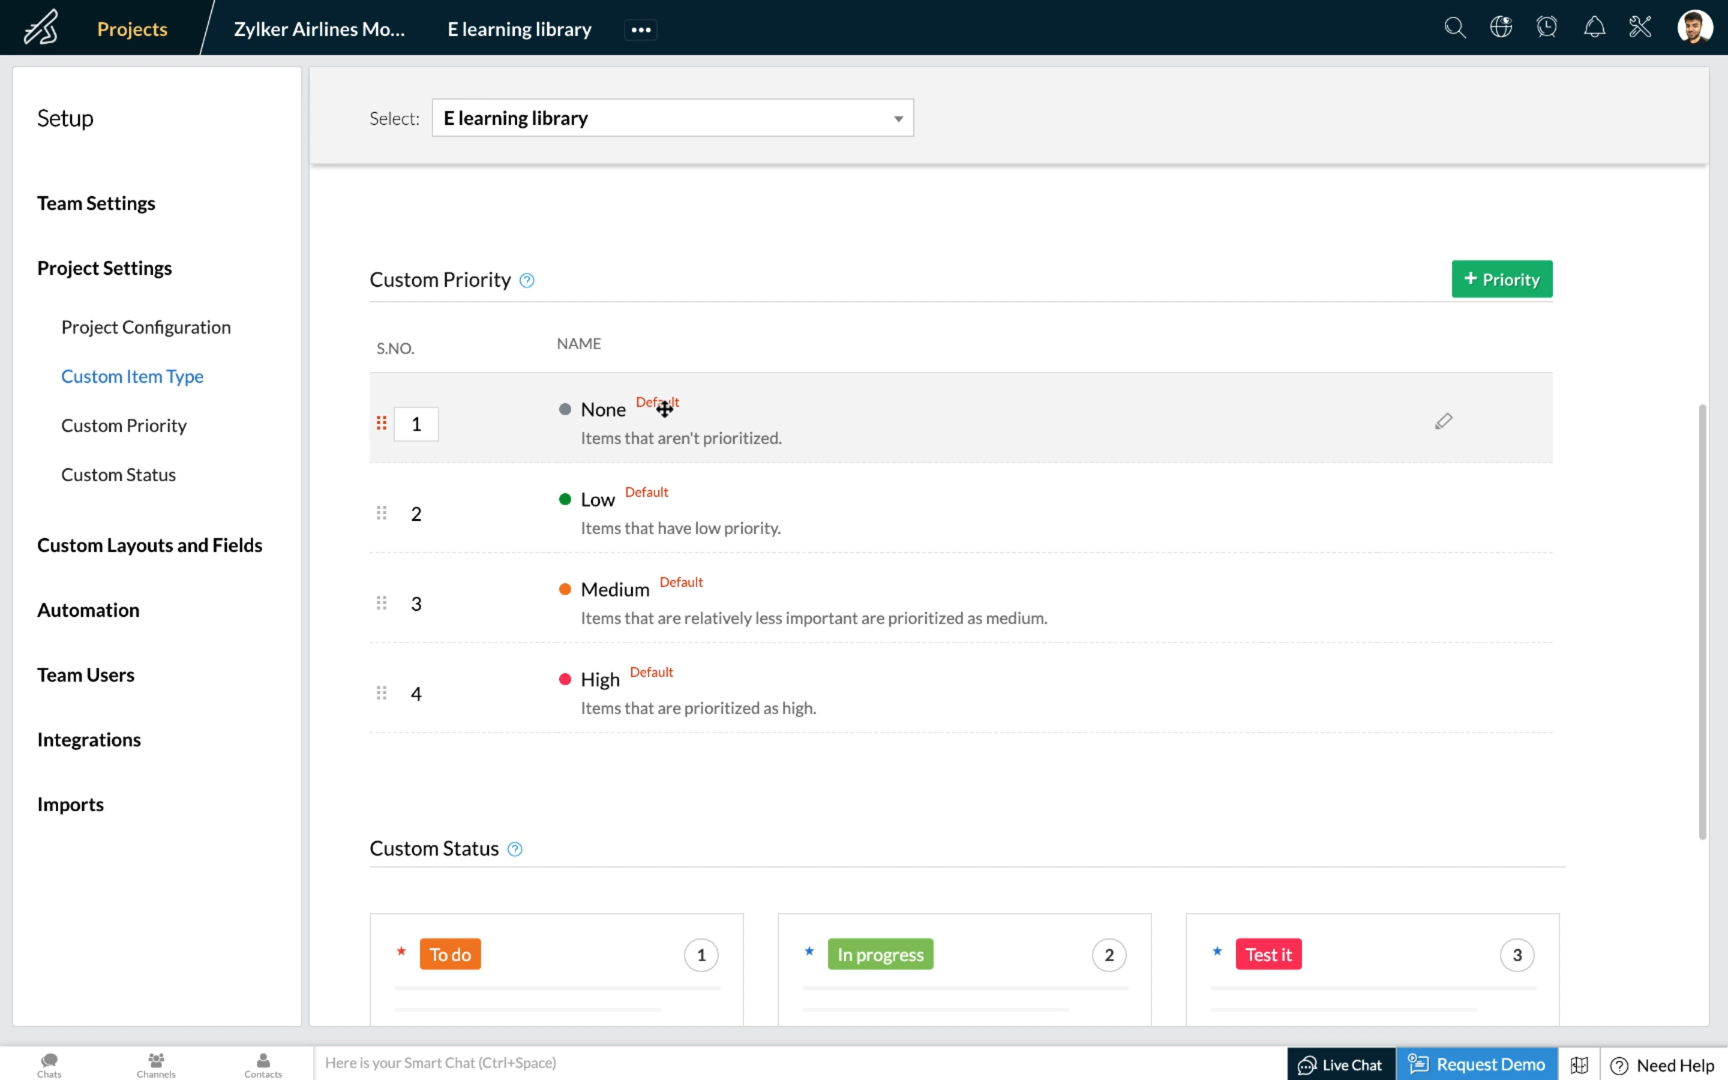 Projects
Zylker Airlines Mo...
E learning library
Setup
Team Settings
Project Settings
Project Configuration
Custom Item Type
Custom Priority
Custom Status
Custom Layouts and Fields
Automation
Team Users
Integrations
Imports
Select: E learning library
Custom Priority ?
+ Priority
S.NO. NAME
1 None Default
Items that aren't prioritized.
2 Low Default
Items that have low priority.
3 Medium Default
Items that are relatively less important are prioritized as medium.
4 High Default
Items that are prioritized as high.
Custom Status ?
To do 1
In progress 2
Test it 3
Chats
Channels
Contacts
Here is your Smart Chat (Ctrl+Space)
Live Chat
Request Demo
? Need Help